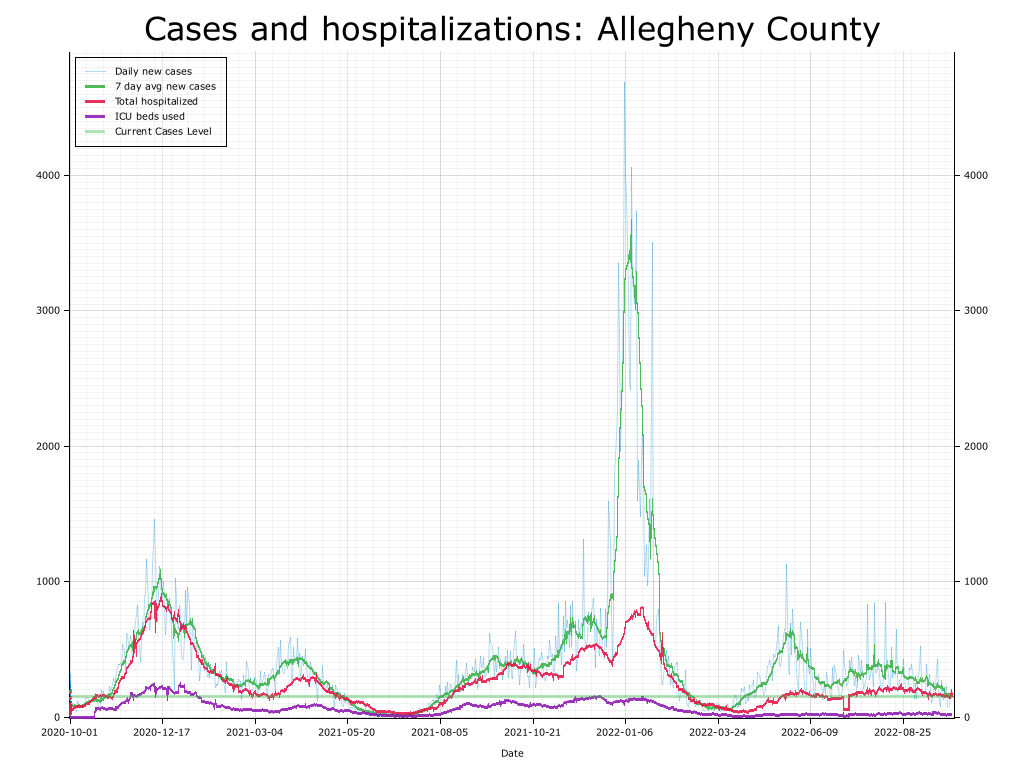 Cases and hospitalizations: Allegheny County
Daily new cases
7 day avg new cases
Total hospitalized
ICU beds used
Current Cases Level
4000 4000
3000 3000
2000 2000
1000 1000
0 0
2020-10-01 2020-12-17 2021-03-04 2021-05-20 2021-08-05 2021-10-21 2022-01-06 2022-03-24 2022-06-09 2022-08-25
Date